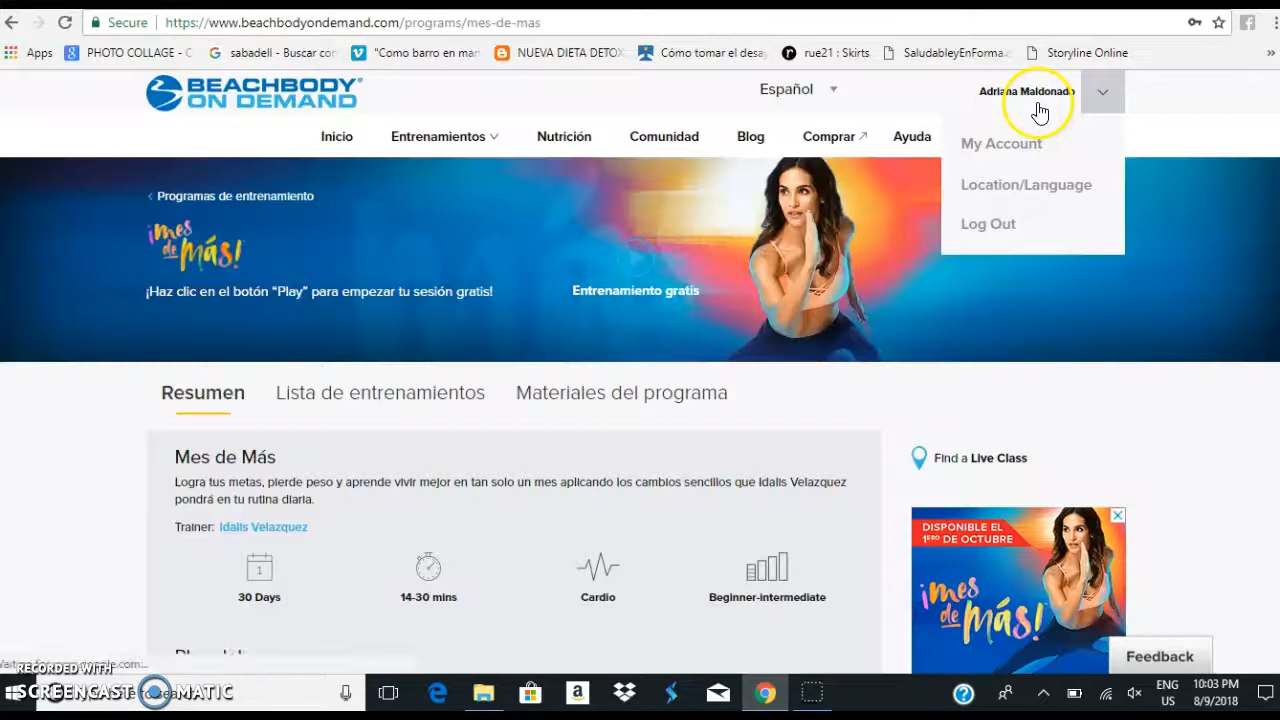 Secure https://www.beachbodyondemand.com/programs/mes-de-mas
Apps PHOTO COLLAGE - C sabadell - Buscar con "Como barro en man NUEVA DIETA DETOX Cómo tomar el desa rue21 : Skirts SaludableyEnForma Storyline Online »
BEACHBODY
ON DEMAND
Español
Adriana Maldonado
Inicio Entrenamientos Nutrición Comunidad Blog Comprar Ayuda
My Account
Location/Language
Log Out
Programas de entrenamiento
¡mes
de más!
¡Haz clic en el botón “Play” para empezar tu sesión gratis!
Entrenamiento gratis
Resumen Lista de entrenamientos Materiales del programa
Mes de Más
Logra tus metas, pierde peso y aprende vivir mejor en tan solo un mes aplicando los cambios sencillos que Idalis Velazquez
pondrá en tu rutina diaria.
Trainer: Idalis Velazquez
1
30 Days 14-30 mins Cardio Beginner-intermediate
Find a Live Class
DISPONIBLE EL
1ERO DE OCTUBRE
¡mes
de más!
Feedback
RECORDED WITH
SCREENCAST MATIC
ENG
US
10:03 PM
8/9/2018